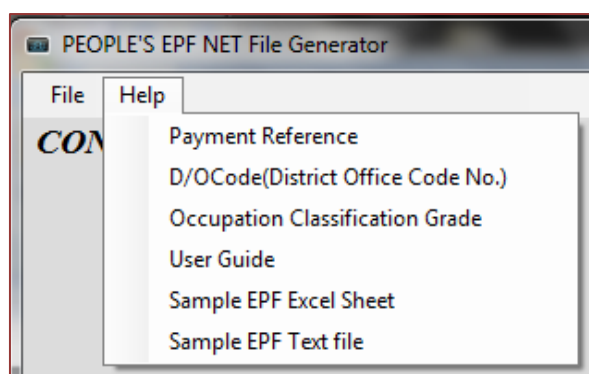 PEOPLE'S EPF NET File Generator
File Help
CON
Payment Reference
D/OCode(District Office Code No.)
Occupation Classification Grade
User Guide
Sample EPF Excel Sheet
Sample EPF Text file